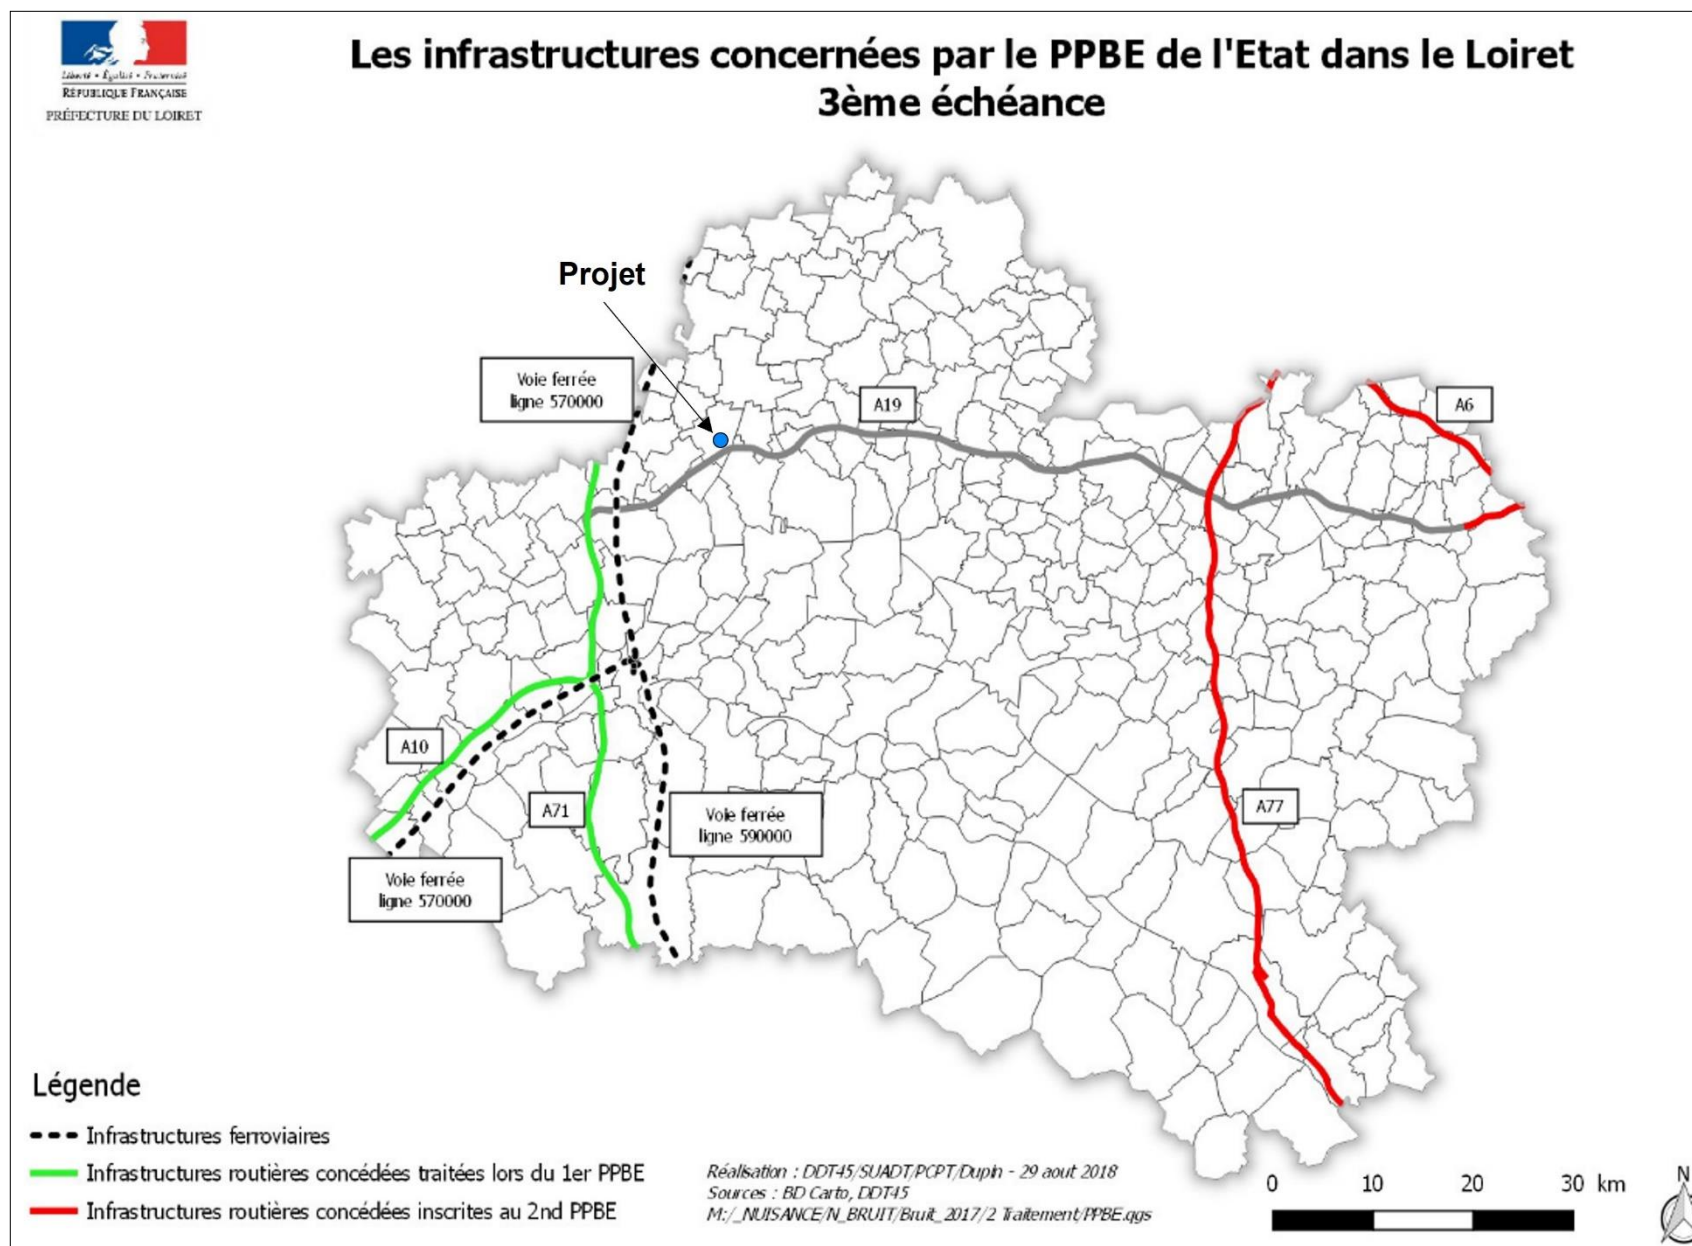 Liberté • Égalité • Fraternité
RÉPUBLIQUE FRANÇAISE
PRÉFECTURE DU LOIRET
Les infrastructures concernées par le PPBE de l'Etat dans le Loiret
3ème échéance
Projet
Voie ferrée
ligne 570000
A19
A6
A10
A71
Voie ferrée
ligne 590000
A77
Voie ferrée
ligne 570000
Légende
Infrastructures ferroviaires
Infrastructures routières concédées traitées lors du 1er PPBE
Infrastructures routières concédées inscrites au 2nd PPBE
Réalisation : DDT45/SUADT/PCPT/Dupin - 29 aout 2018
Sources : BD Carto, DDT45
M:/_NUISANCE/N_BRUIT/Bruit_2017/2 Traitement/PPBE.qgs
0 10 20 30 km
N